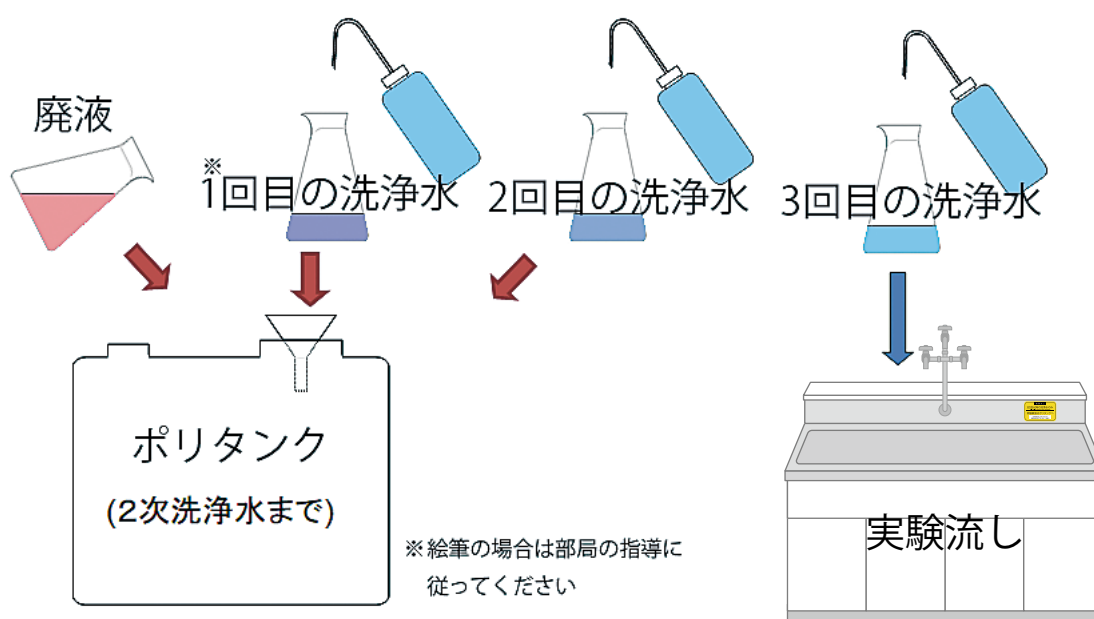 廃液
※
1回目の洗浄水
2回目の洗浄水
3回目の洗浄水
ポリタンク
(2次洗浄水まで)
※絵筆の場合は部局の指導に
従ってください
実験流し